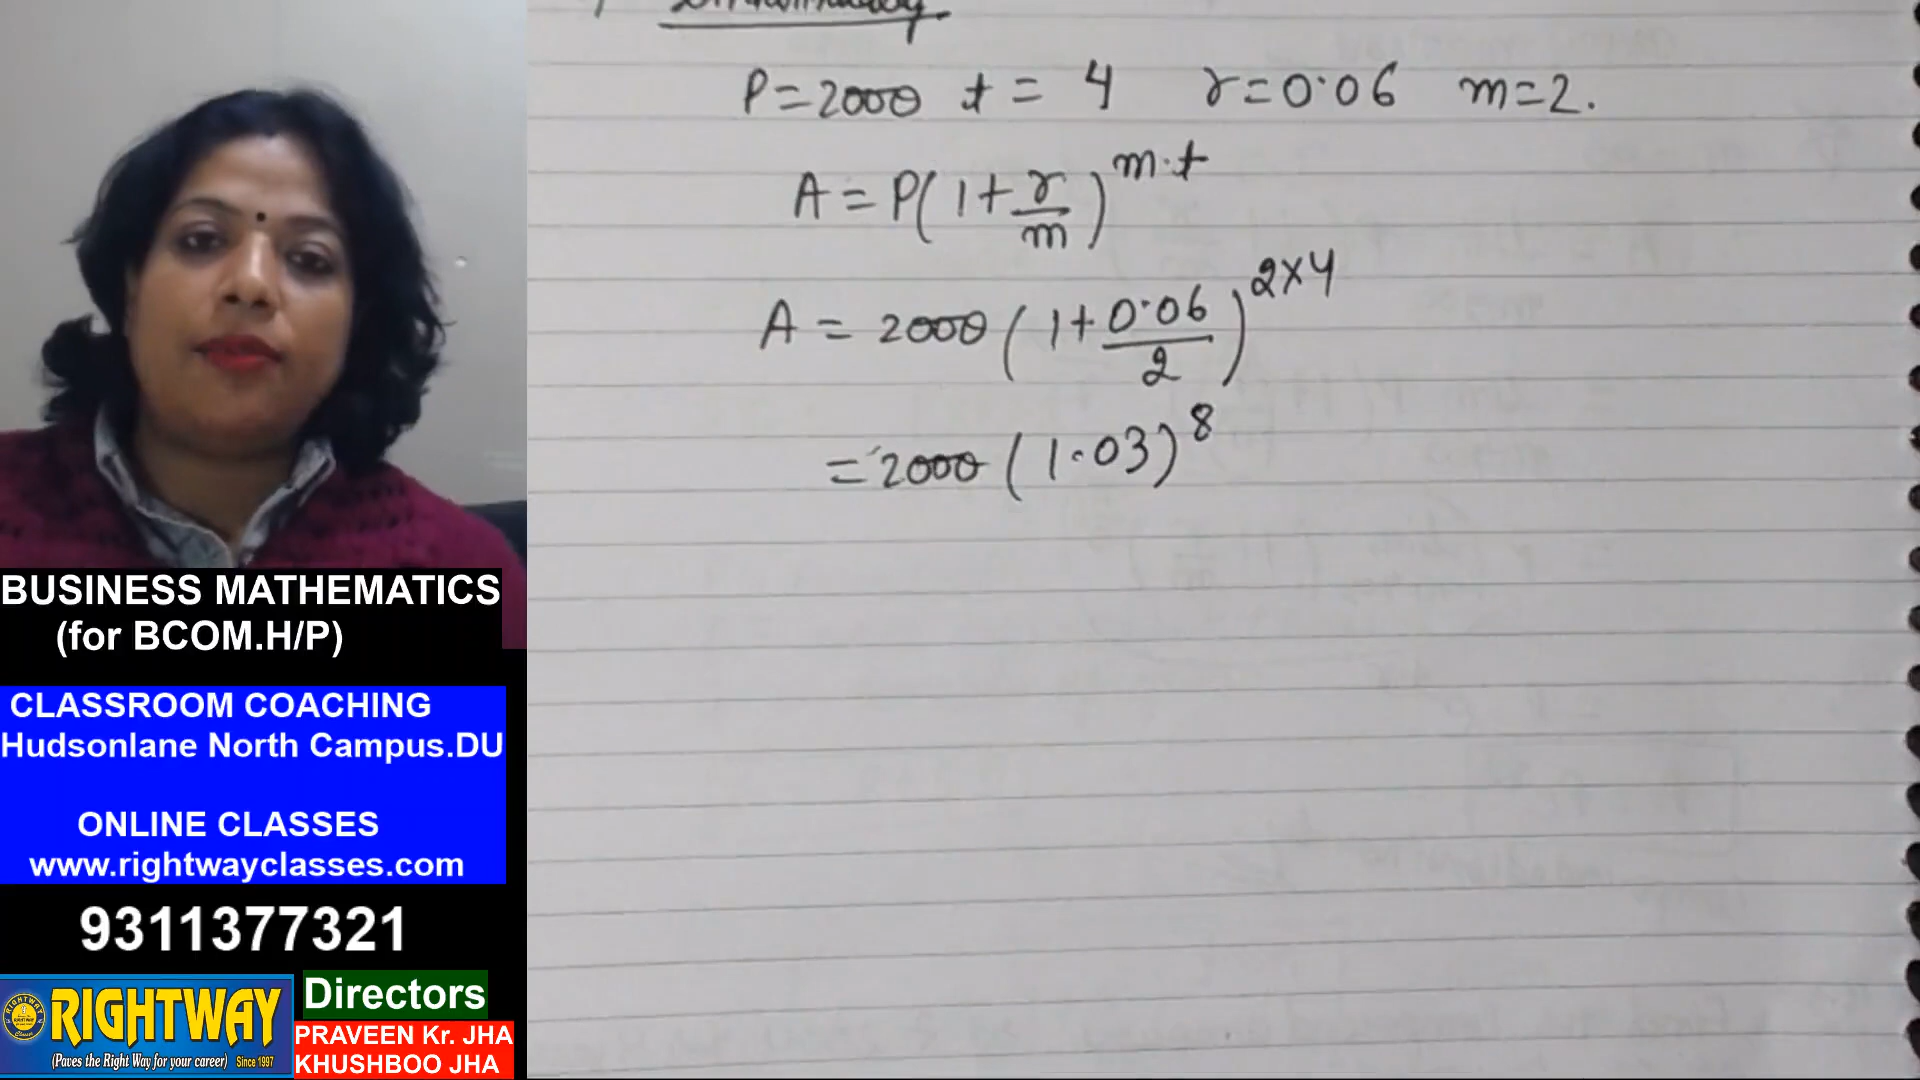 P=2000 t = 4 r=0.06 m=2.
A = P(1+r/m)^m.t
A = 2000 (1+0.06/2)^2×4
=2000 (1.03)^8
BUSINESS MATHEMATICS
(for BCOM.H/P)
CLASSROOM COACHING
Hudsonlane North Campus.DU
ONLINE CLASSES
www.rightwayclasses.com
9311377321
RIGHTWAY
(Paves the Right Way for your career) Since 1997
Directors
PRAVEEN Kr. JHA
KHUSHBOO JHA